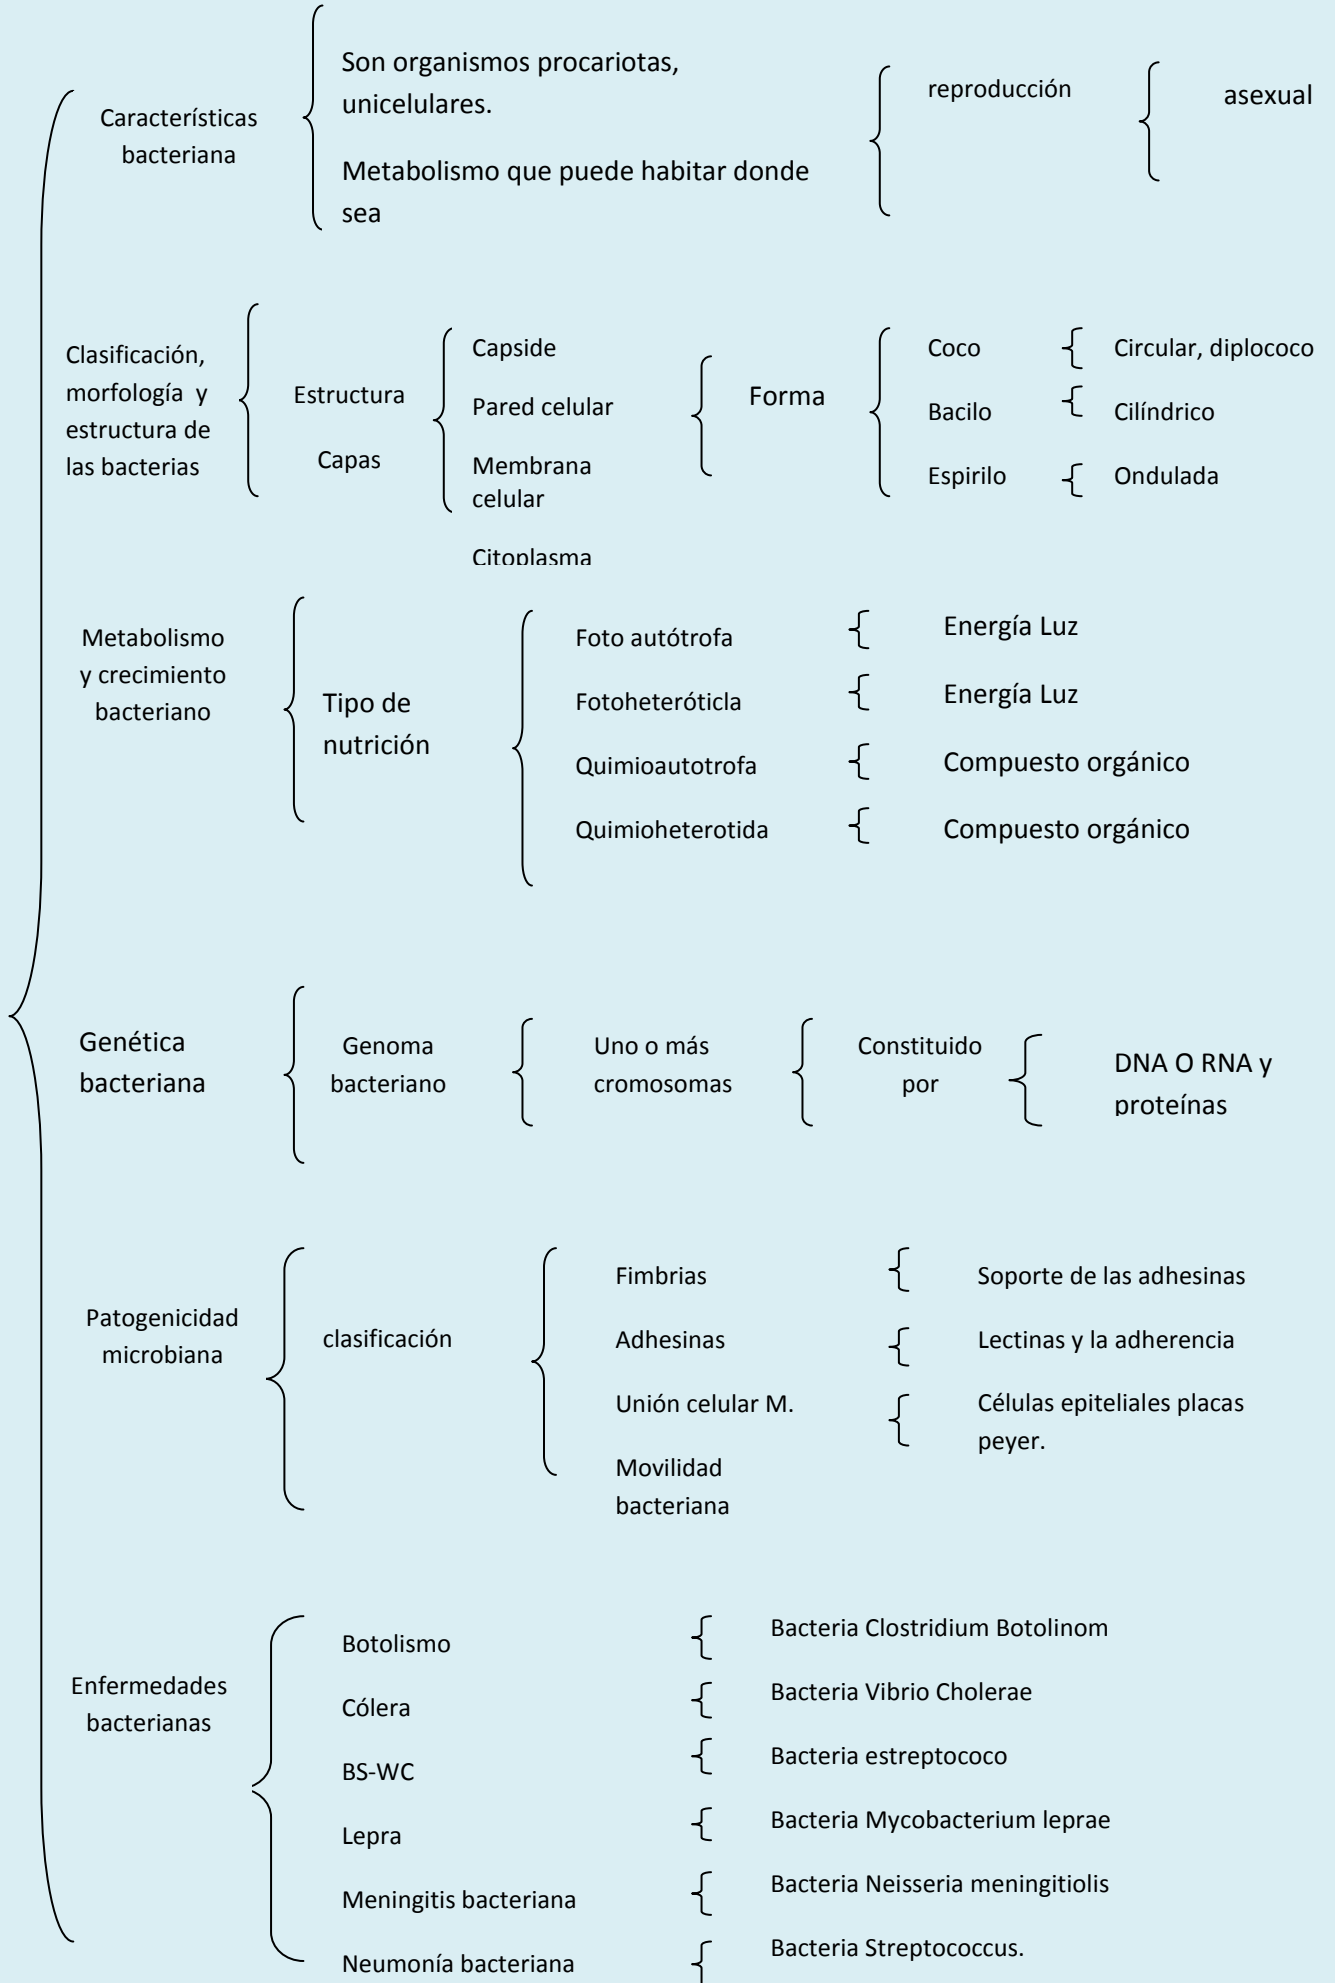 Características
bacteriana
Son organismos procariotas,
unicelulares.
Metabolismo que puede habitar donde
sea
reproducción
asexual
Clasificación,
morfología y
estructura de
las bacterias
Estructura
Capas
Capside
Pared celular
Membrana
celular
Citoplasma
Forma
Coco
Circular, diplococo
Bacilo
Cilíndrico
Espirilo
Ondulada
Metabolismo
y crecimiento
bacteriano
Tipo de
nutrición
Foto autótrofa
Energía Luz
Fotoheteróticla
Energía Luz
Quimioautotrofa
Compuesto orgánico
Quimioheterotida
Compuesto orgánico
Genética
bacteriana
Genoma
bacteriano
Uno o más
cromosomas
Constituido
por
DNA O RNA y
proteínas
Patogenicidad
microbiana
clasificación
Fimbrias
Soporte de las adhesinas
Adhesinas
Lectinas y la adherencia
Unión celular M.
Células epiteliales placas
peyer.
Movilidad
bacteriana
Enfermedades
bacterianas
Botolismo
Bacteria Clostridium Botolinom
Cólera
Bacteria Vibrio Cholerae
BS-WC
Bacteria estreptococo
Lepra
Bacteria Mycobacterium leprae
Meningitis bacteriana
Bacteria Neisseria meningitiolis
Neumonía bacteriana
Bacteria Streptococcus.